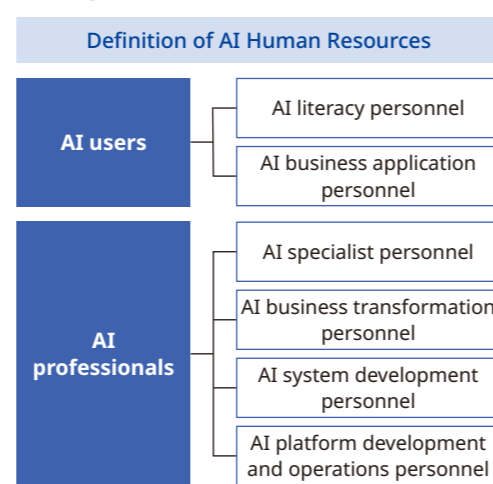 Definition of AI Human Resources
AI users
AI literacy personnel
AI business application
personnel
AI
professionals
AI specialist personnel
AI business transformation
personnel
AI system development
personnel
AI platform development
and operations personnel